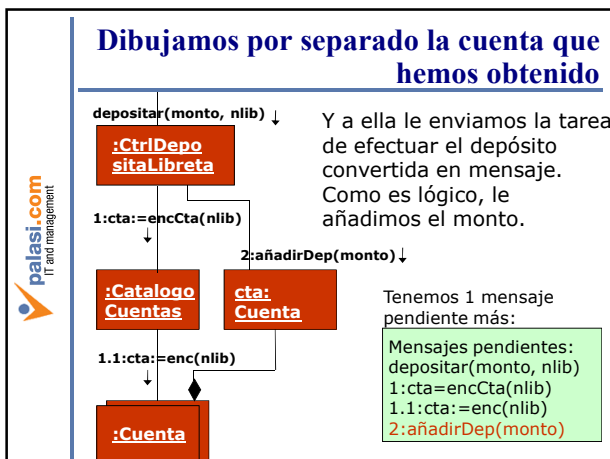 Dibujamos por separado la cuenta que
hemos obtenido
depositar(monto, nlib)
:CtrlDepo
sitaLibreta
Y a ella le enviamos la tarea
de efectuar el depósito
convertida en mensaje.
Como es lógico, le
añadimos el monto.
palasi.com
IT and management
1:cta:=encCta(nlib)
2:añadirDep(monto)
:Catalogo
Cuentas
cta:
Cuenta
Tenemos 1 mensaje
pendiente más:
1.1:cta:=enc(nlib)
:Cuenta
Mensajes pendientes:
depositar(monto, nlib)
1:cta=encCta(nlib)
1.1:cta:=enc(nlib)
2:añadirDep(monto)